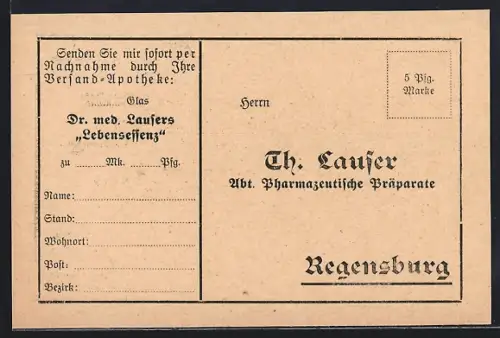 Senden Sie mir sofort per
Nachnahme durch Ihre
Versand-Apotheke:
Glas
Dr. med. Lausers
„Lebensessenz“
zu ........ Mk. ...... Pfg.
Name:
Stand:
Wohnort:
Post:
Bezirk:
5 Pfg.
Marke
Herrn
Th. Lauser
Abt. Pharmazeutische Präparate
Regensburg